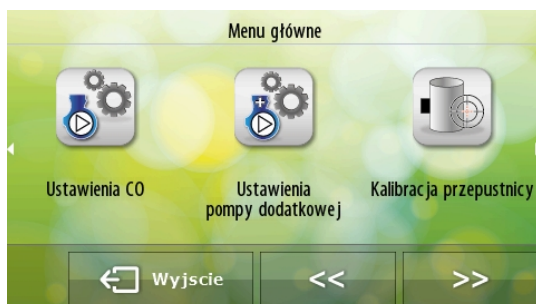 Menu główne
Ustawienia CO
Ustawienia
pompy dodatkowej
Kalibracja przepustnicy
Wyjscie
<<
>>